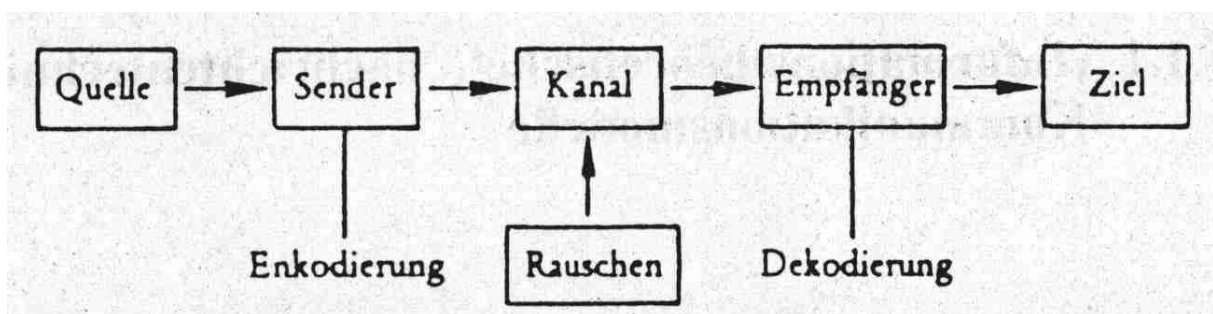 Quelle
Sender
Kanal
Empfänger
Ziel
Enkodierung
Rauschen
Dekodierung